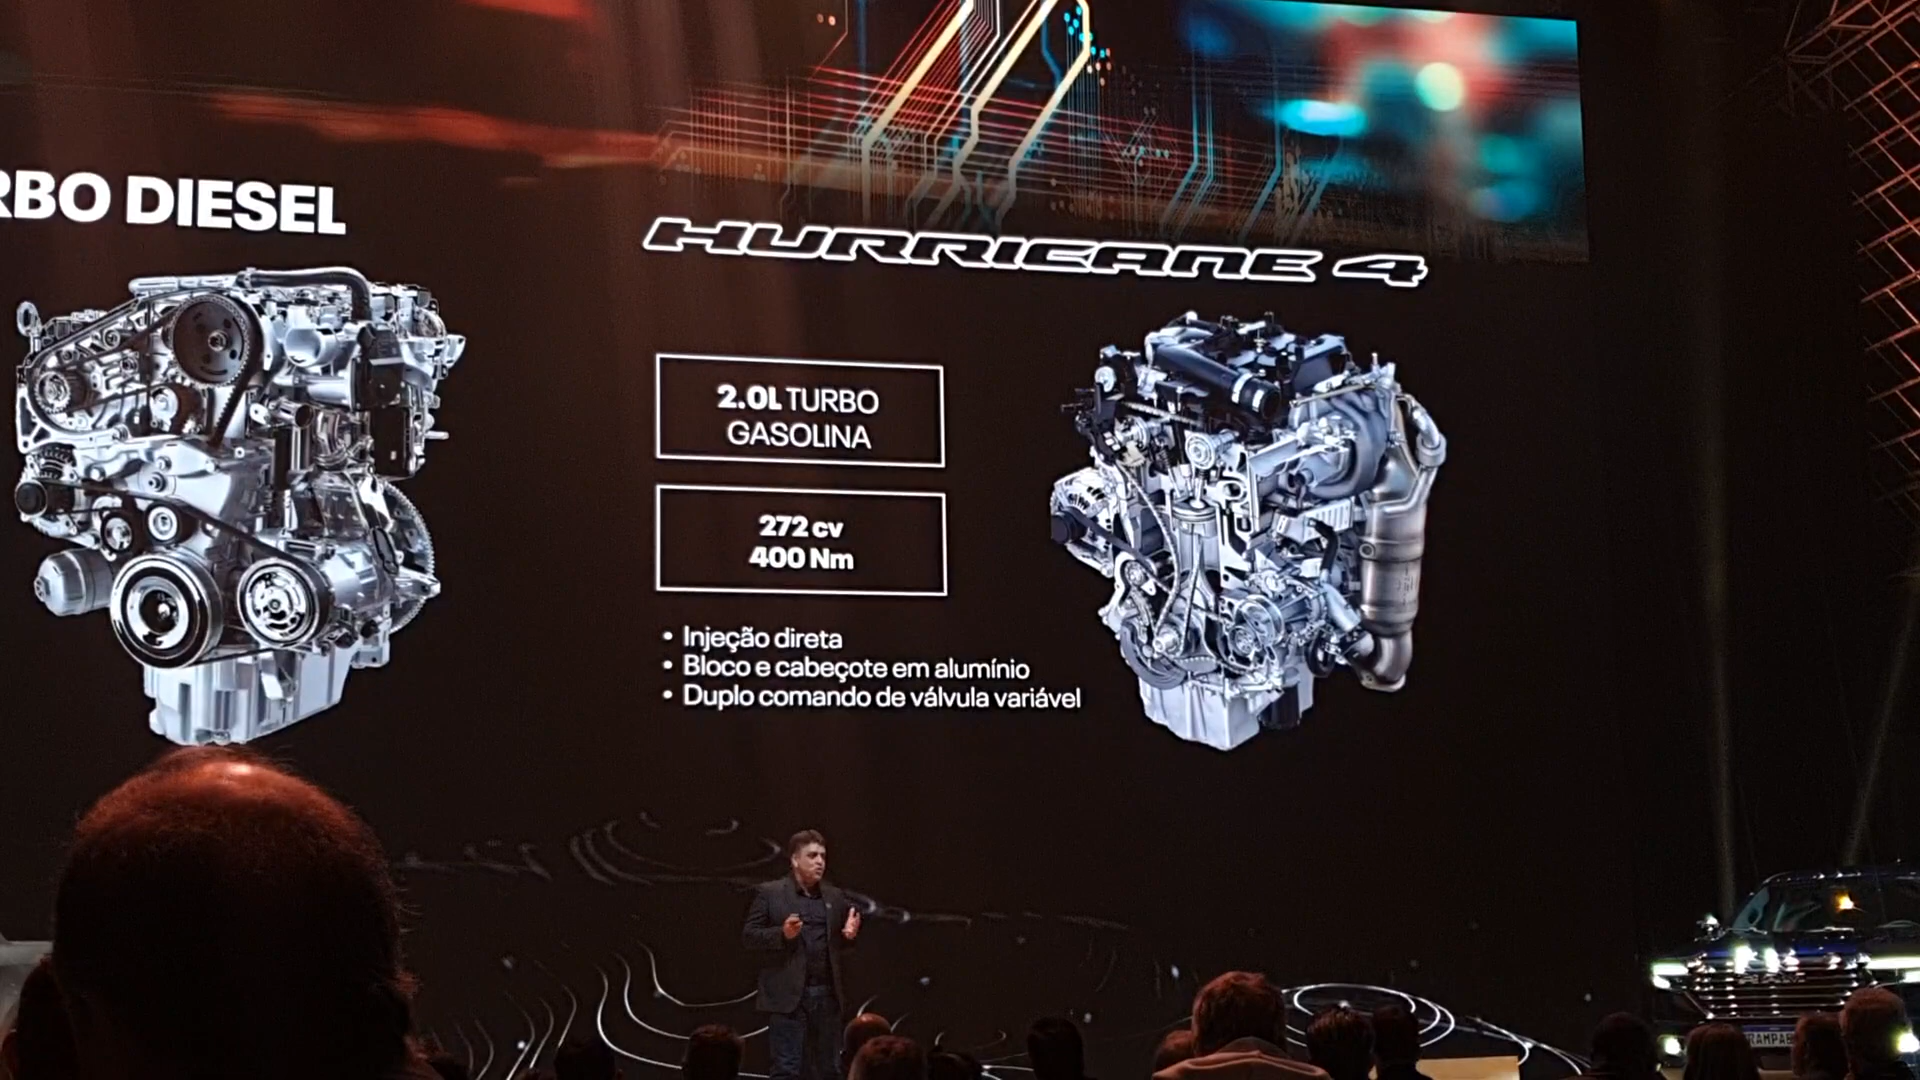 RBO DIESEL
HURRICANE 4
2.0L TURBO
GASOLINA
272 cv
400 Nm
• Injeção direta
• Bloco e cabeçote em alumínio
• Duplo comando de válvula variável
RAM